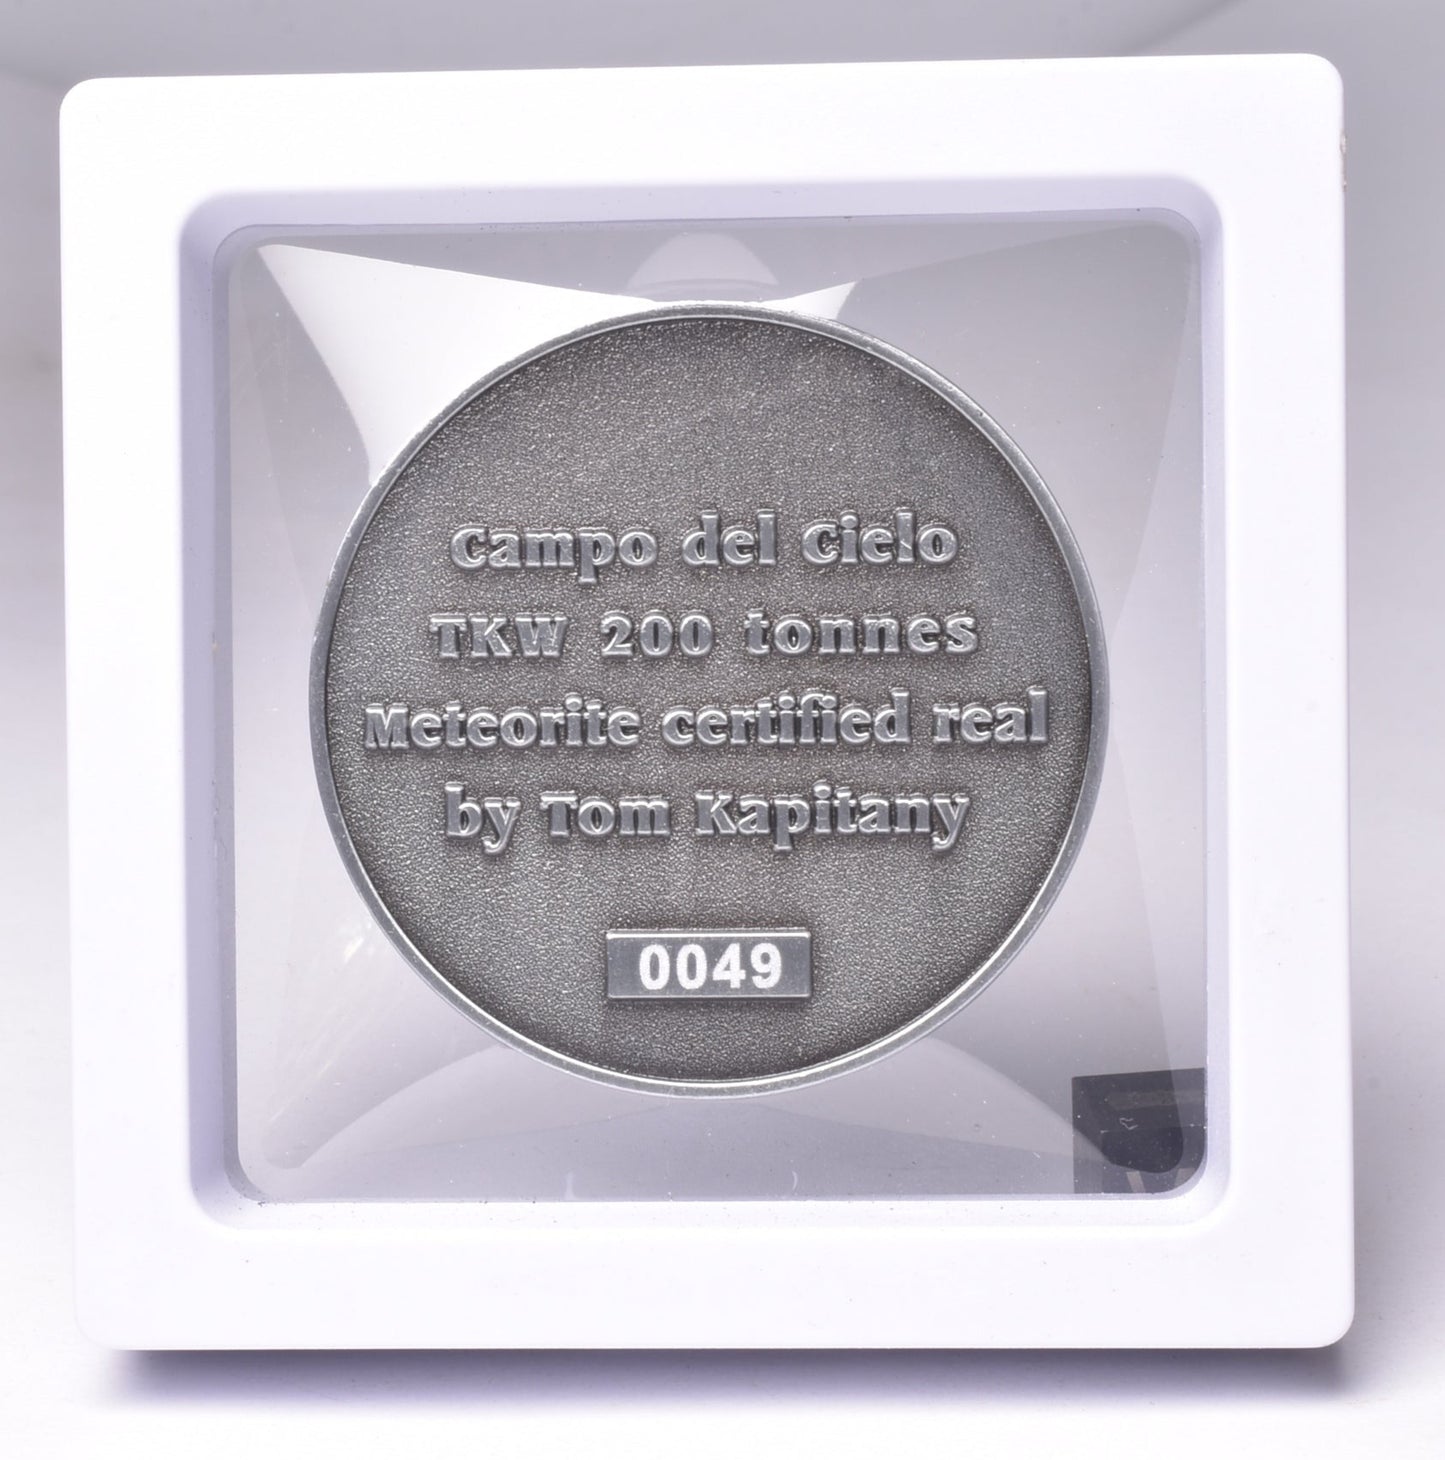 Campo del Cielo
TKW 200 tonnes
Meteorite certified real
by Tom Kapitany
0049